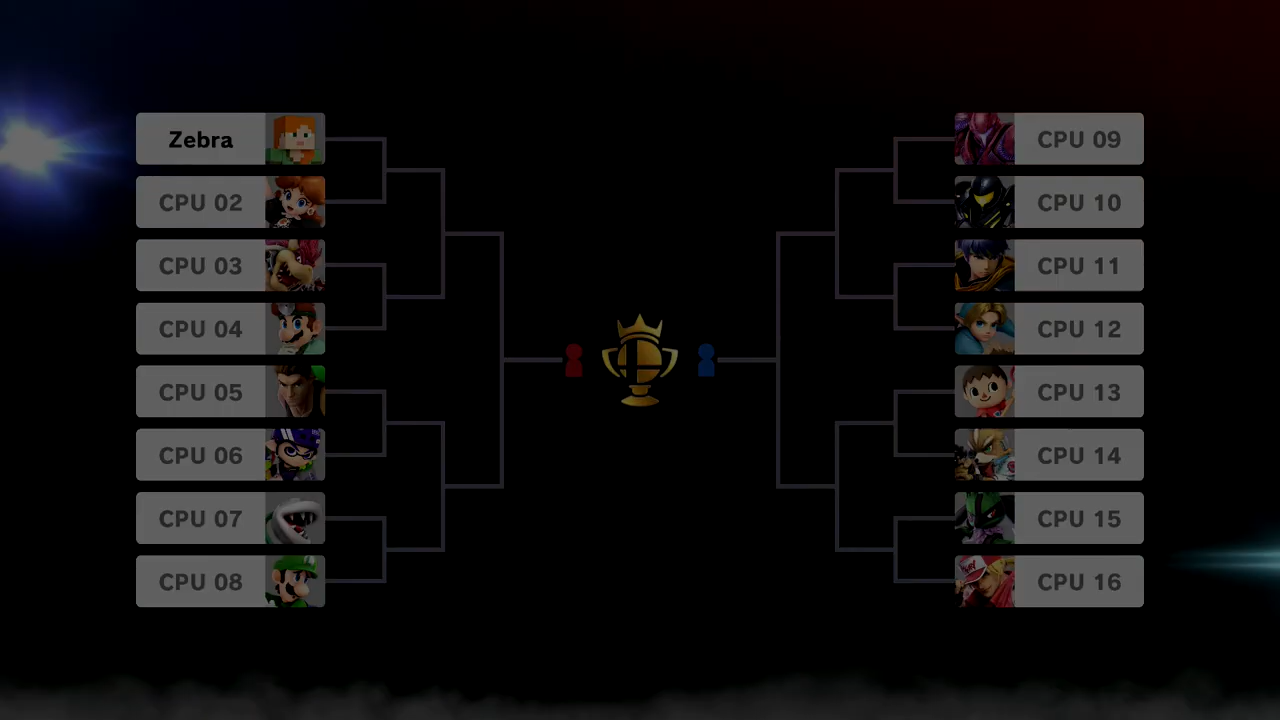 Zebra
CPU 02
CPU 03
CPU 04
CPU 05
CPU 06
CPU 07
CPU 08
CPU 09
CPU 10
CPU 11
CPU 12
CPU 13
CPU 14
CPU 15
CPU 16